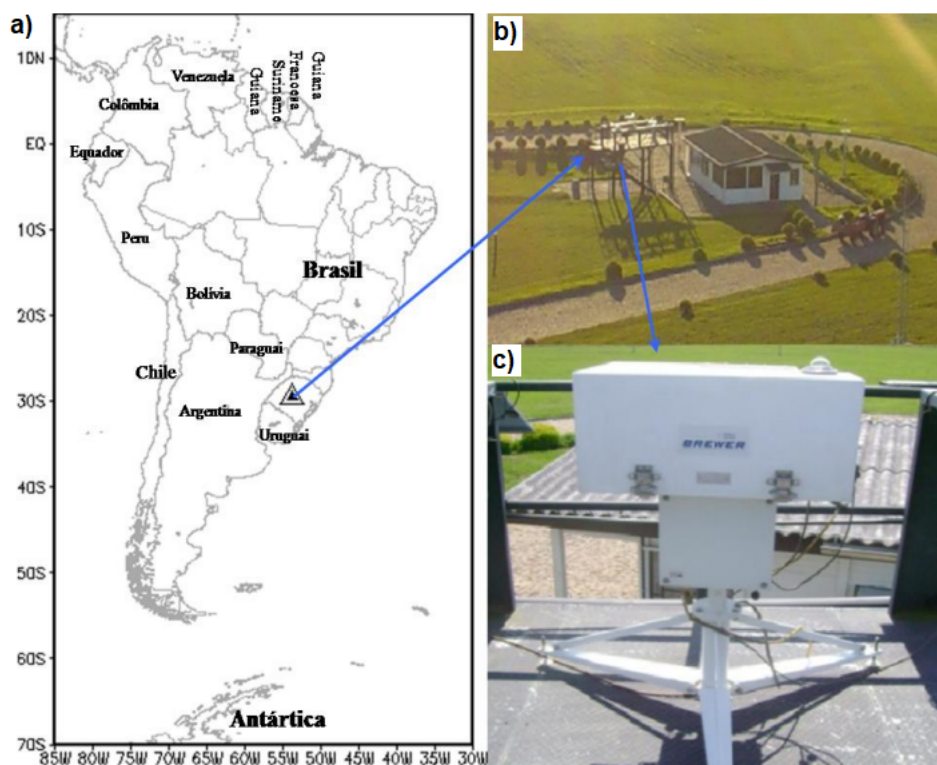 a)
10N
EQ
10S
20S
30S
40S
50S
60S
70S
85W 80W 75W 70W 65W 60W 55W 50W 45W 40W 35W 30W
Venezuela
Guiana
Suriname
Francesa
Guiana
Colômbia
Equador
Peru
Brasil
Bolívia
Paraguai
Chile
Argentina
Uruguai
Antártica
b)
c)
BREWER